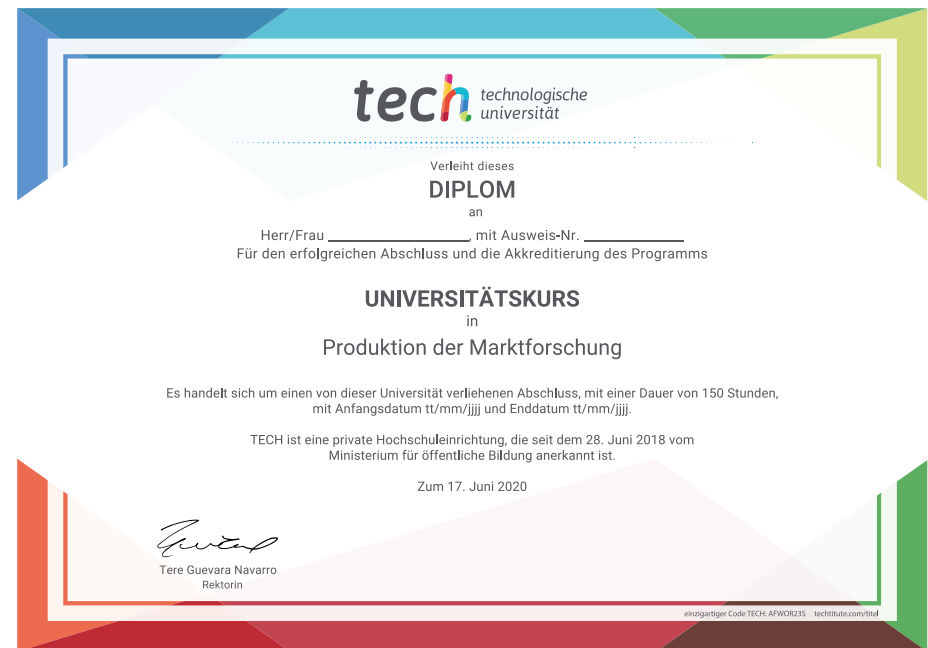 tech technologische
universität
Verleiht dieses
DIPLOM
an
Herr/Frau ____________________, mit Ausweis-Nr. ______________
Für den erfolgreichen Abschluss und die Akkreditierung des Programms
UNIVERSITÄTSKURS
in
Produktion der Marktforschung
Es handelt sich um einen von dieser Universität verliehenen Abschluss, mit einer Dauer von 150 Stunden,
mit Anfangsdatum tt/mm/jjjj und Enddatum tt/mm/jjjj.
TECH ist eine private Hochschuleinrichtung, die seit dem 28. Juni 2018 vom
Ministerium für öffentliche Bildung anerkannt ist.
Zum 17. Juni 2020
Tere Guevara Navarro
Rektorin
einzigartiger Code TECH: AFWOR23S techtitute.com/titel